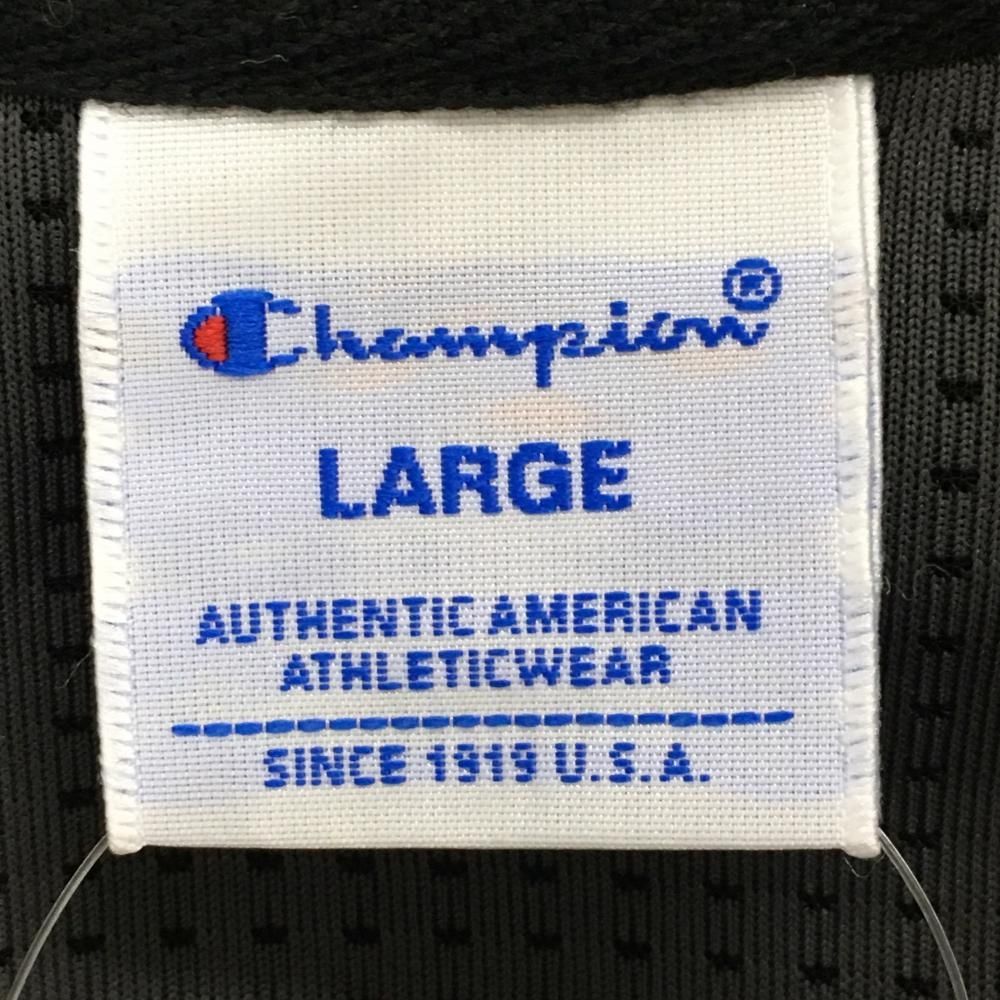 Champion®
LARGE
AUTHENTIC AMERICAN
ATHLETICWEAR
SINCE 1919 U.S.A.